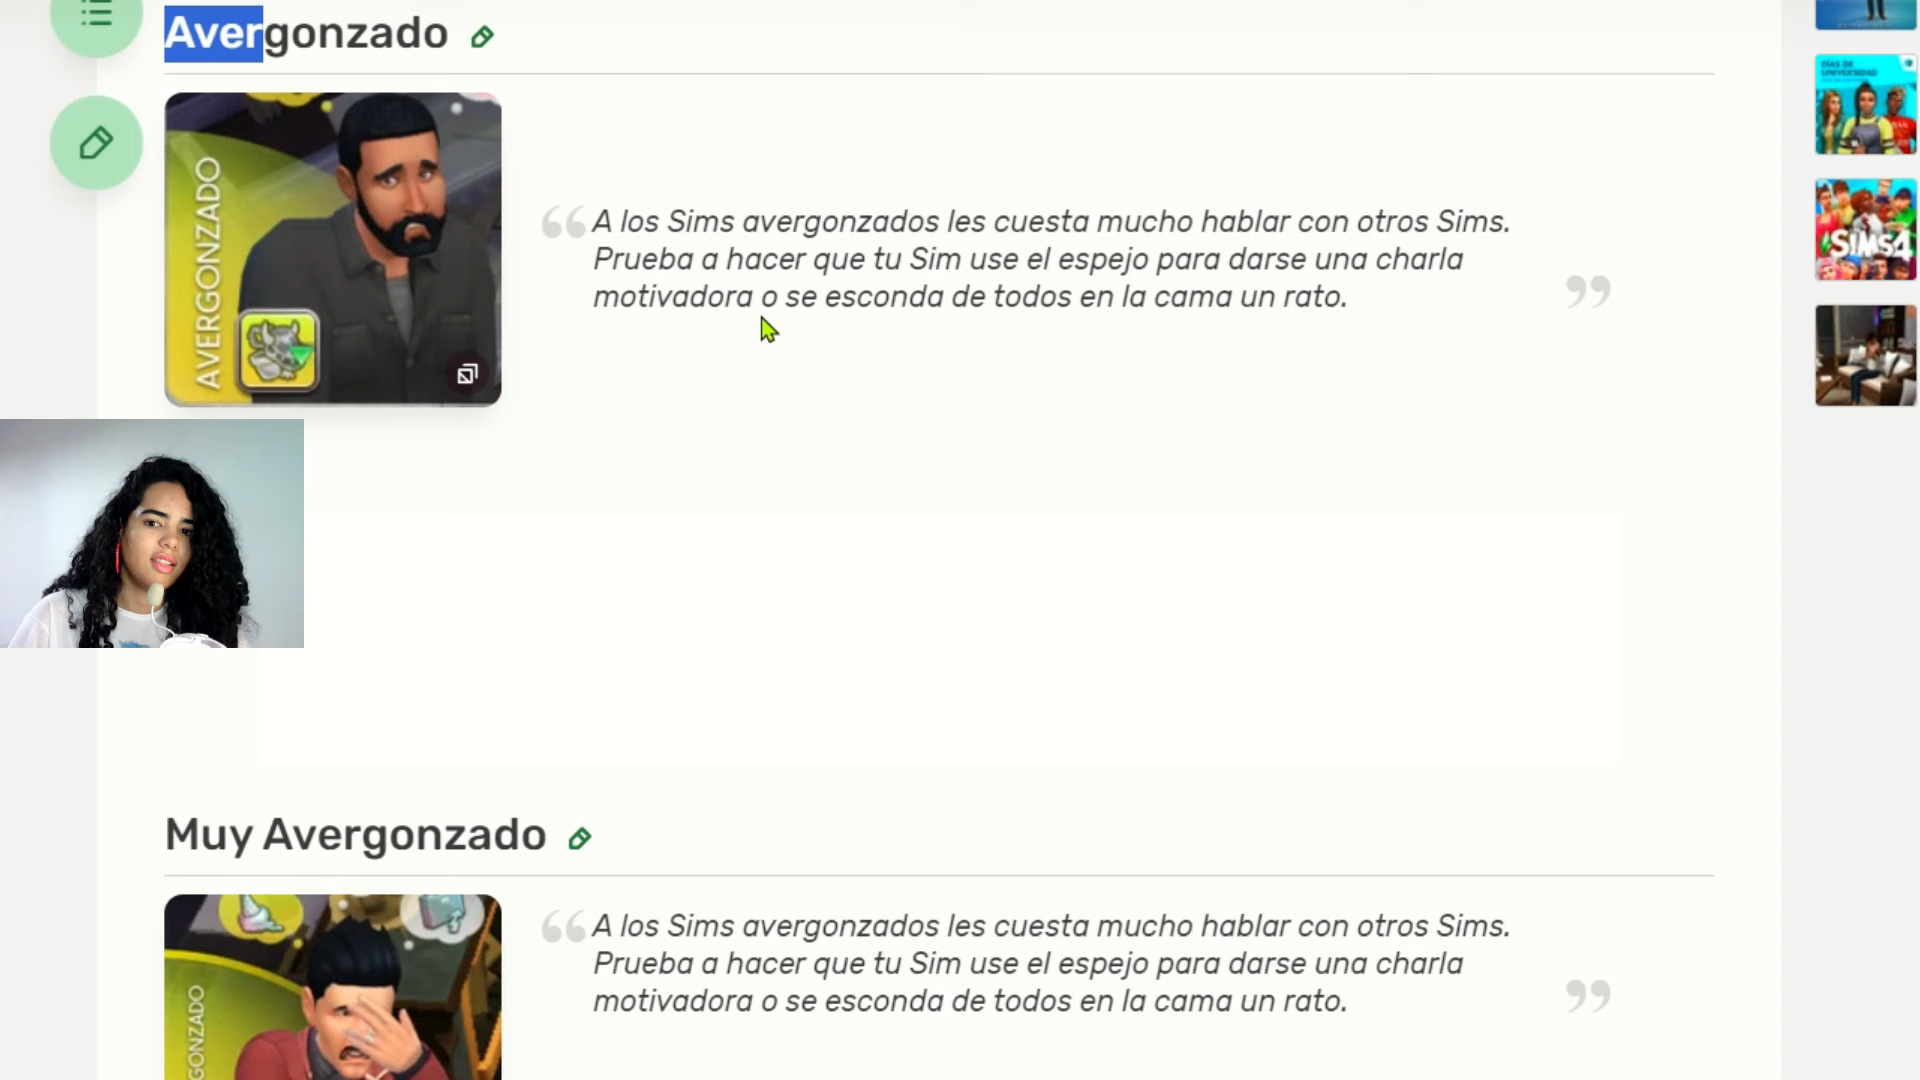 Avergonzado
AVERGONZADO
A los Sims avergonzados les cuesta mucho hablar con otros Sims.
Prueba a hacer que tu Sim use el espejo para darse una charla
motivadora o se esconda de todos en la cama un rato.
DÍAS DE
UNIVERSIDAD
SIMS4
Muy Avergonzado
GONZADO
A los Sims avergonzados les cuesta mucho hablar con otros Sims.
Prueba a hacer que tu Sim use el espejo para darse una charla
motivadora o se esconda de todos en la cama un rato.